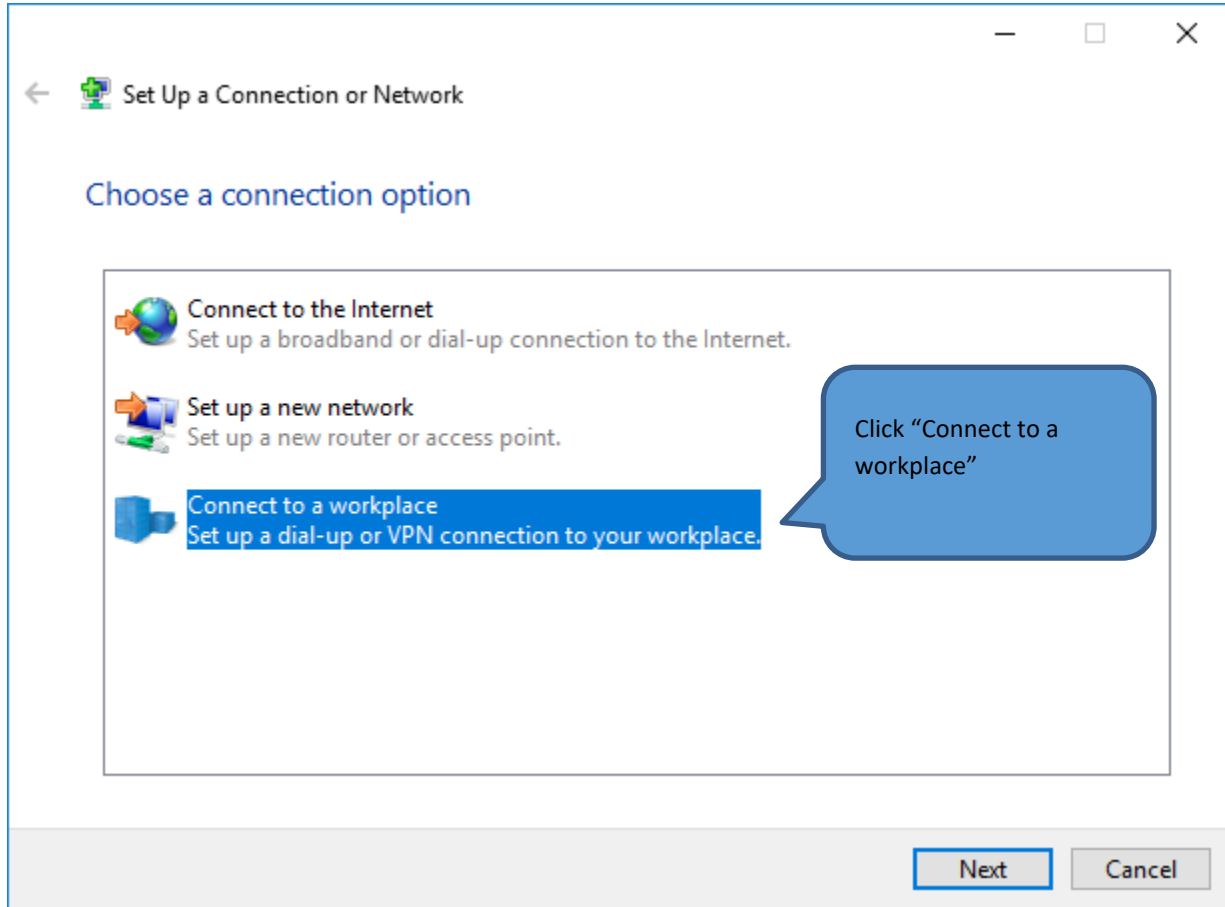 Set Up a Connection or Network
Choose a connection option
Connect to the Internet
Set up a broadband or dial-up connection to the Internet.
Set up a new network
Set up a new router or access point.
Click “Connect to a
workplace”
Connect to a workplace
Set up a dial-up or VPN connection to your workplace.
Next
Cancel